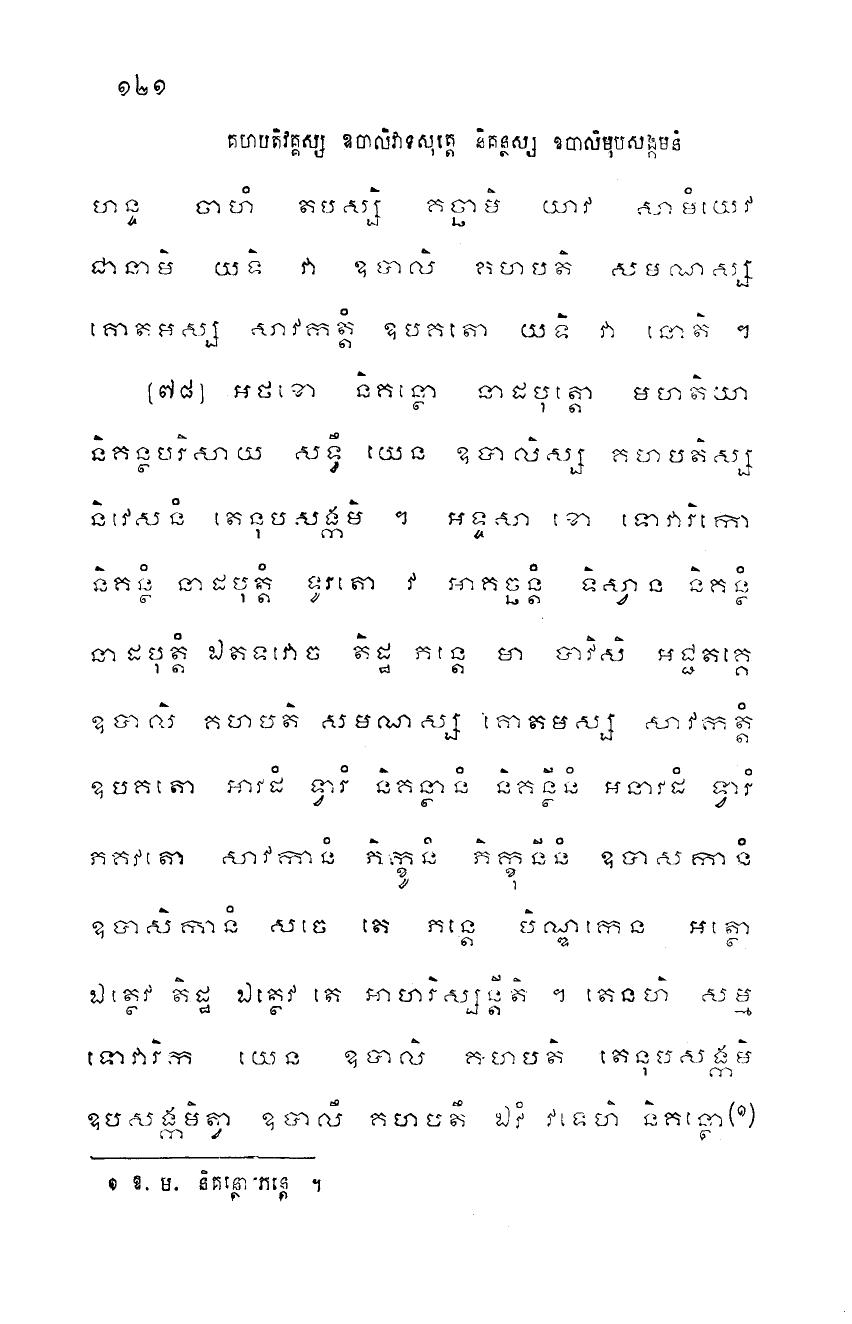 ១២១
គហបតិវគ្គស្ស ឧបាលិវាទសុត្តេ និគន្ថស្ស ឧបាលិមុបសង្កមនំ
ហន្ទ ចាហំ តបស្សិ គច្ឆាមិ យាវ សាមំយេវ
ជានាមិ យទិ វា ឧបាលិ គហបតិ សមណស្ស
គោតមស្ស សាវកត្តំ ឧបគតោ យទិ វា នោតិ ។
[៧៨] អថខោ និគន្ថោ នាដបុត្តោ មហតិយា
និគន្ថបរិសាយ សទ្ធឹ យេន ឧបាលិស្ស គហបតិស្ស
និវេសនំ តេនុបសង្កមិ ។ អទ្ទសា ខោ ទោវារិកោ
និគន្ថំ នាដបុត្តំ ទូរតោ វ អាគច្ឆន្តំ ទិស្វាន និគន្ថំ
នាដបុត្តំ ឯតទវោច តិដ្ឋ ភន្តេ មា បាវិសិ អជ្ជតគ្គេ
ឧបាលិ គហបតិ សមណស្ស គោតមស្ស សាវកត្តំ
ឧបគតោ អាវដំ ទ្វារំ និគន្ថានំ និគន្ថីនំ អនាវដំ ទ្វារំ
ភគវតោ សាវកានំ ភិក្ខូនំ ភិក្ខុនីនំ ឧបាសកានំ
ឧបាសិកានំ សចេ តេ ភន្តេ បិណ្ឌកេន អត្ថោ
ឯត្ថេវ តិដ្ឋ ឯត្ថេវ តេ អាហរិស្សន្តីតិ ។ តេនហិ សម្ម
ទោវារិក យេន ឧបាលិ គហបតិ តេនុបសង្កមិ
ឧបសង្កមិត្វា ឧបាលឹ គហបតឹ ឯវំ វទេហិ និគន្ថោ(១)
១ ឱ. ម. និគន្ថោ ភន្តេ ។